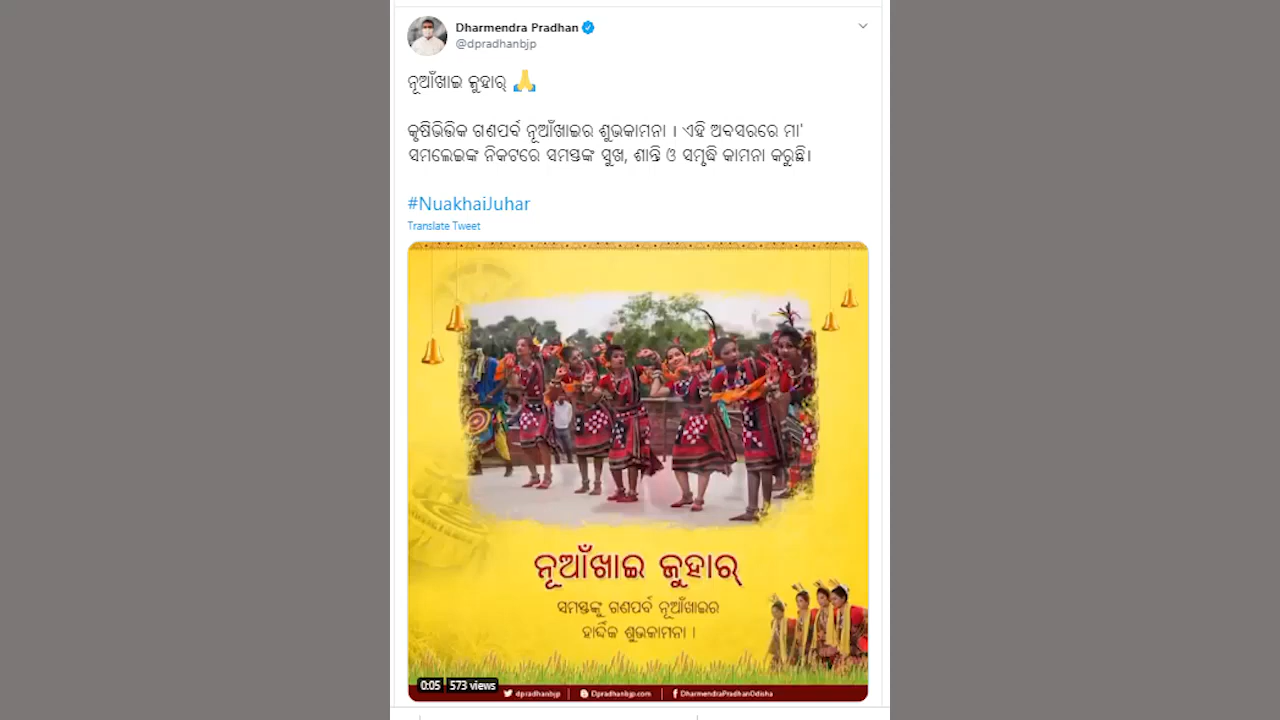 Dharmendra Pradhan
@dpradhanbjp
ନୂଆଁଖାଇ ଜୁହାର୍ 🙏
କୃଷିଭିତ୍ତିକ ଗଣପର୍ବ ନୂଆଁଖାଇର ଶୁଭକାମନା । ଏହି ଅବସରରେ ମା'
ସମଲେଇଙ୍କ ନିକଟରେ ସମସ୍ତଙ୍କ ସୁଖ, ଶାନ୍ତି ଓ ସମୃଦ୍ଧି କାମନା କରୁଛି।
#NuakhaiJuhar
Translate Tweet
ନୂଆଁଖାଇ ଜୁହାର୍
ସମସ୍ତଙ୍କୁ ଗଣପର୍ବ ନୂଆଁଖାଇର
ହାର୍ଦ୍ଦିକ ଶୁଭକାମନା ।
0:05 573 views
dpradhanbjp Dpradhanbjp.com DharmendraPradhanOdisha